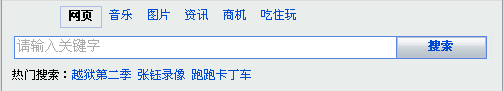 网页 音乐 图片 资讯 商机 吃住玩
请输入关键字 搜索
热门搜索：越狱第二季 张钰录像 跑跑卡丁车